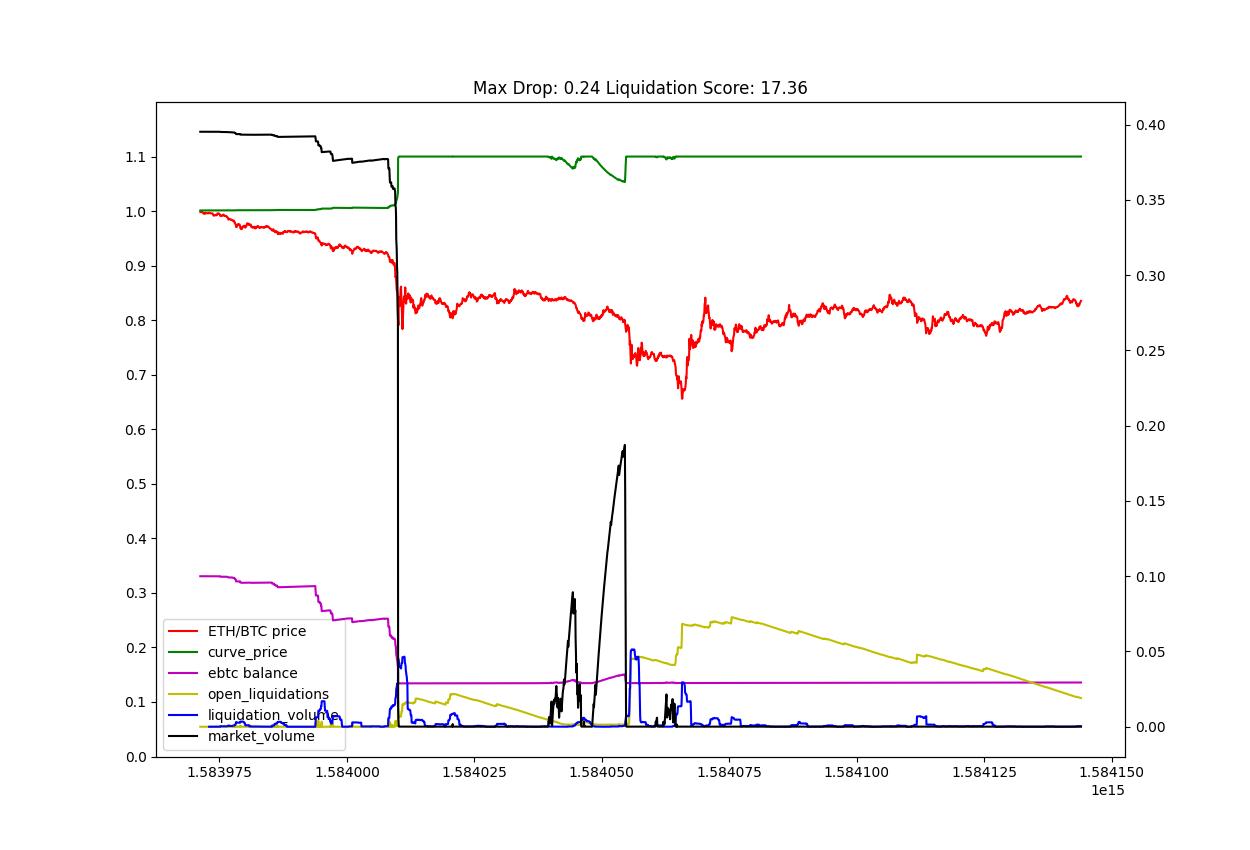 Max Drop: 0.24 Liquidation Score: 17.36
1.1
1.0
0.9
0.8
0.7
0.6
0.5
0.4
0.3
0.2
0.1
0.0
0.40
0.35
0.30
0.25
0.20
0.15
0.10
0.05
0.00
ETH/BTC price
curve_price
ebtc balance
open_liquidations
liquidation_volume
market_volume
1.583975 1.584000 1.584025 1.584050 1.584075 1.584100 1.584125 1.584150
1e15